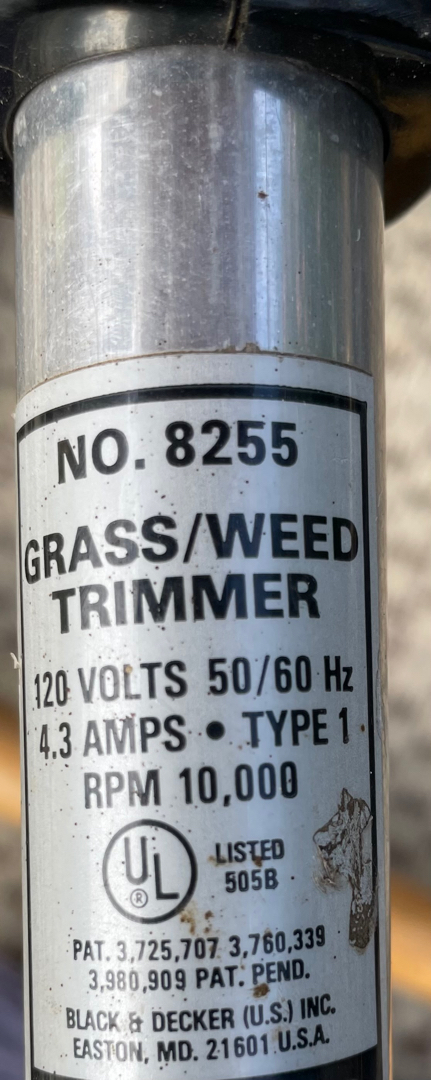 NO. 8255
GRASS/WEED
TRIMMER
120 VOLTS 50/60 Hz
4.3 AMPS • TYPE 1
RPM 10,000
UL ® LISTED
505B
PAT. 3,725,707 3,760,339
3,980,909 PAT. PEND.
BLACK & DECKER (U.S.) INC.
EASTON, MD. 21601 U.S.A.